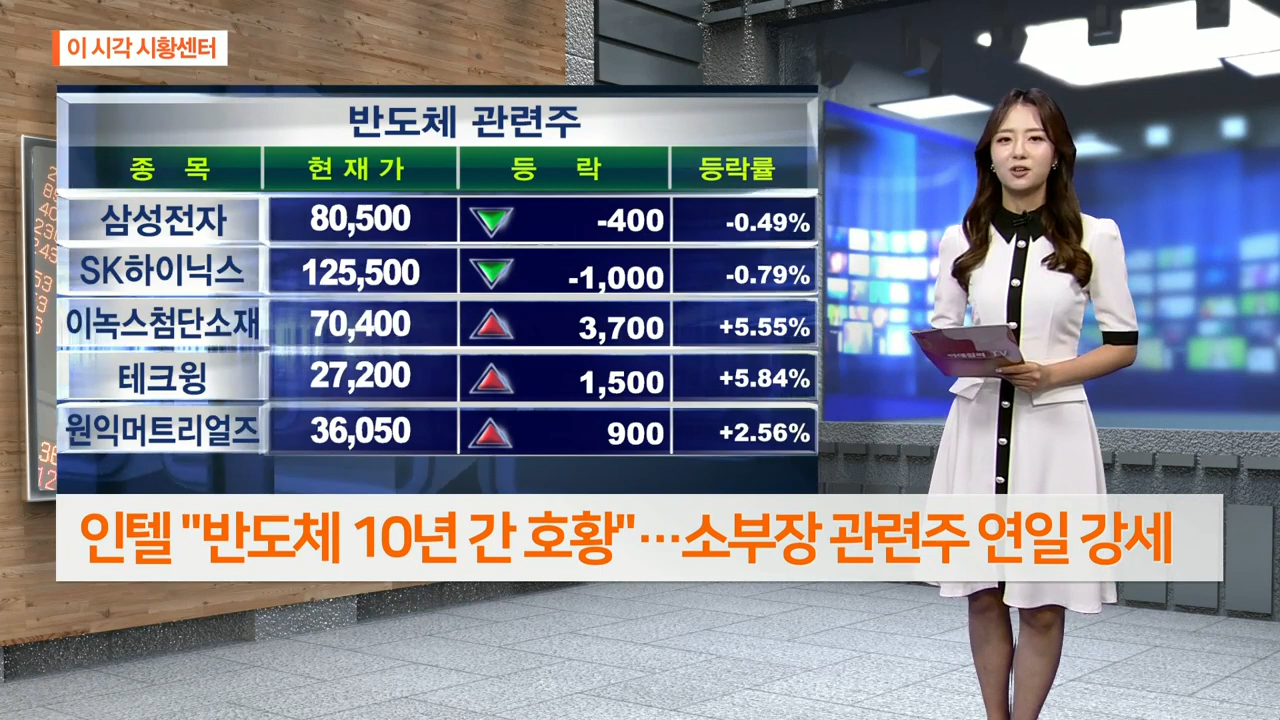 이 시각 시황센터
반도체 관련주
종 목 현 재 가 등 락 등락률
삼성전자 80,500 ▼ -400 -0.49%
SK하이닉스 125,500 ▼ -1,000 -0.79%
이녹스첨단소재 70,400 ▲ 3,700 +5.55%
테크윙 27,200 ▲ 1,500 +5.84%
원익머트리얼즈 36,050 ▲ 900 +2.56%
인텔 "반도체 10년 간 호황"…소부장 관련주 연일 강세